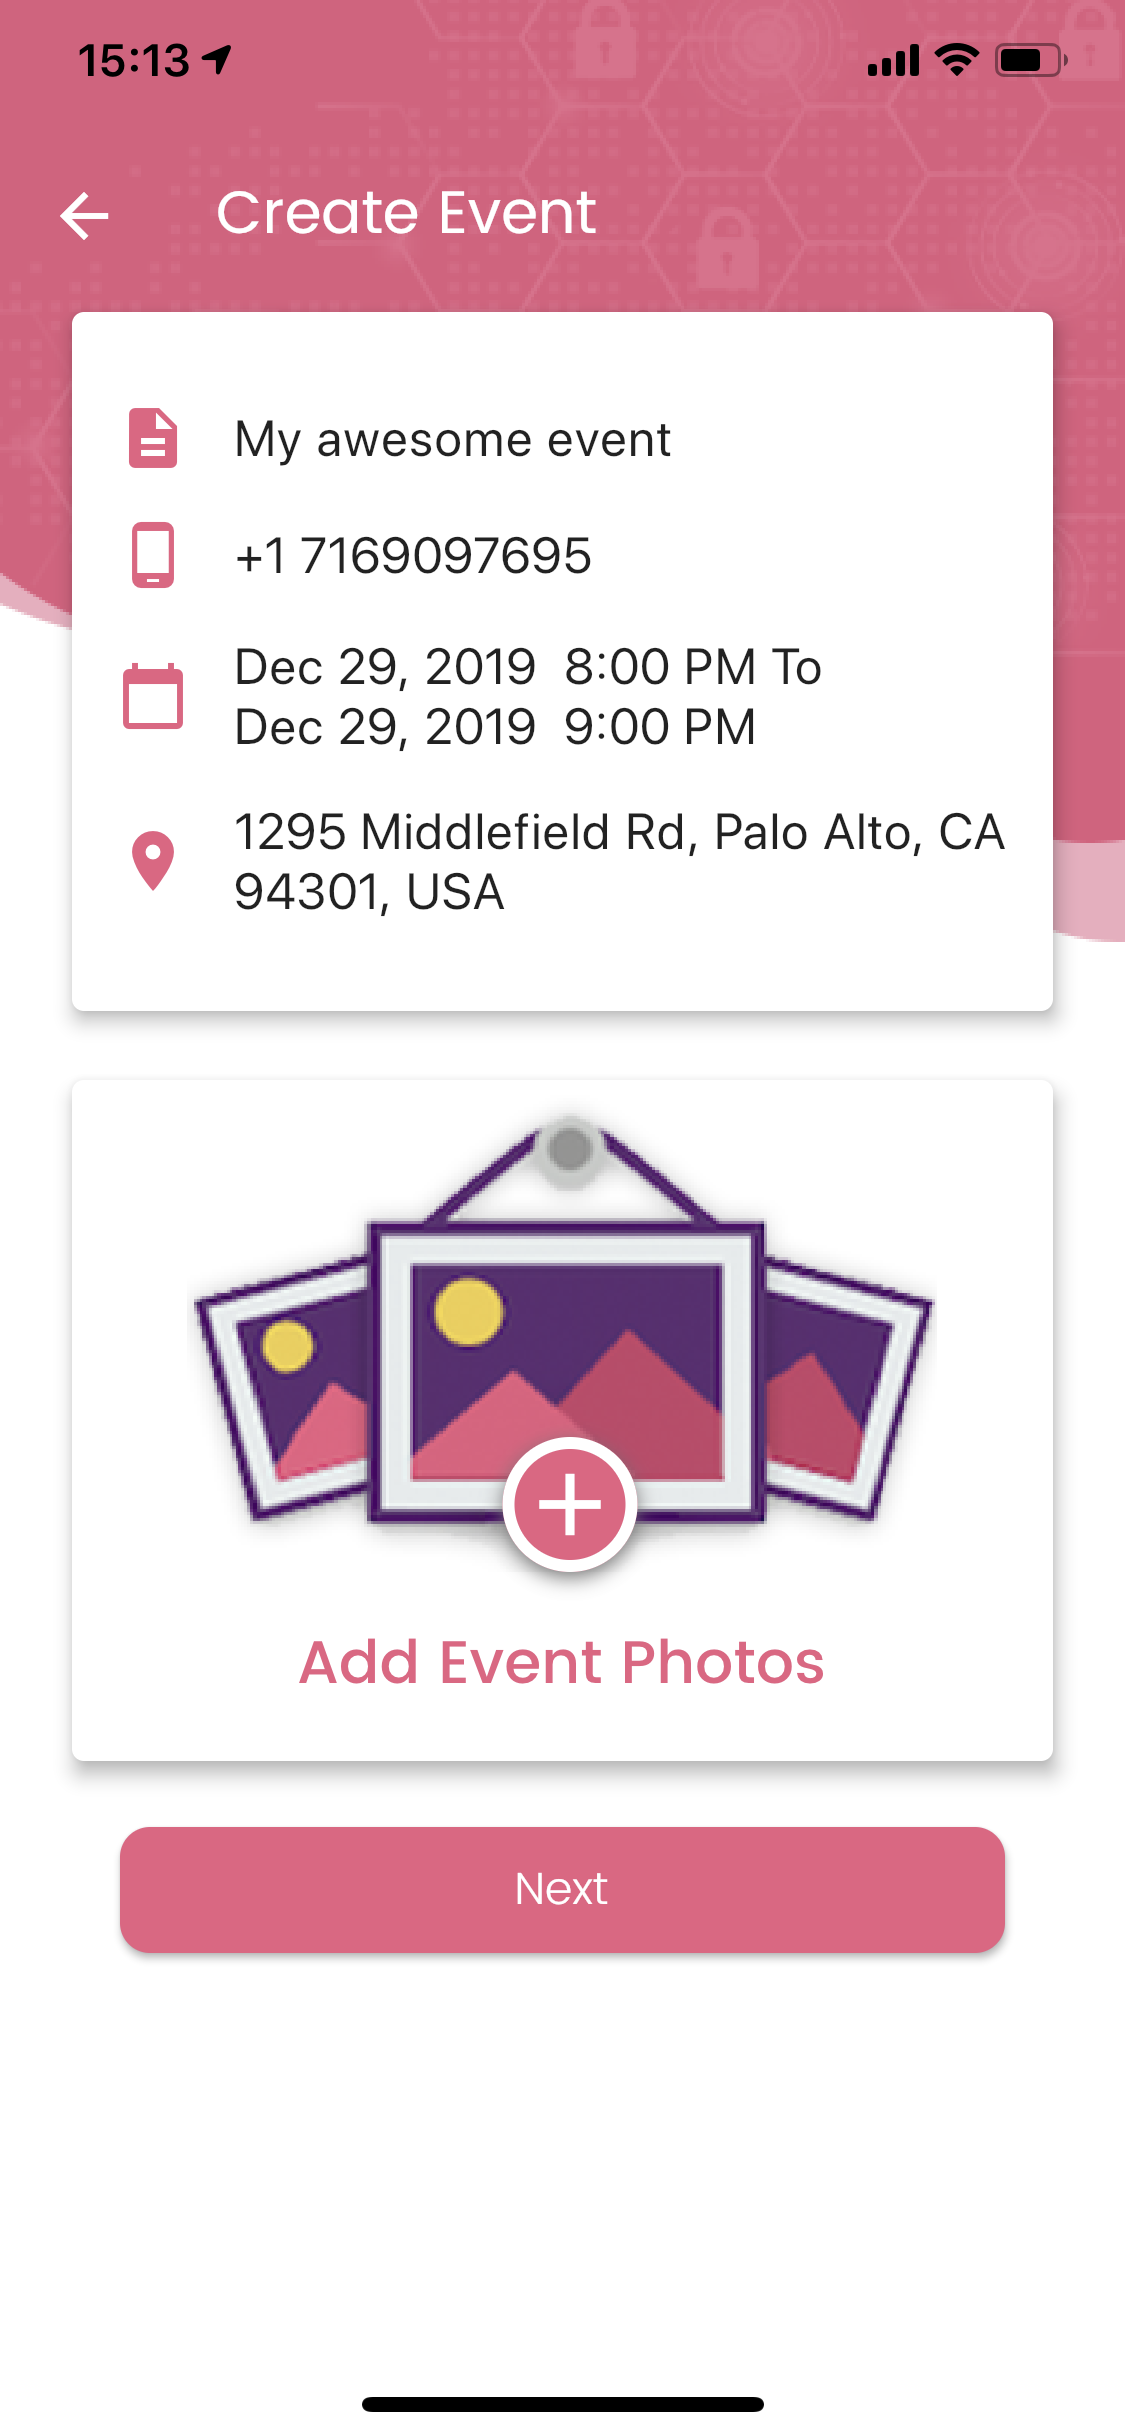 15:13
Create Event
My awesome event
+1 7169097695
Dec 29, 2019  8:00 PM To
Dec 29, 2019  9:00 PM
1295 Middlefield Rd, Palo Alto, CA
94301, USA
Add Event Photos
Next